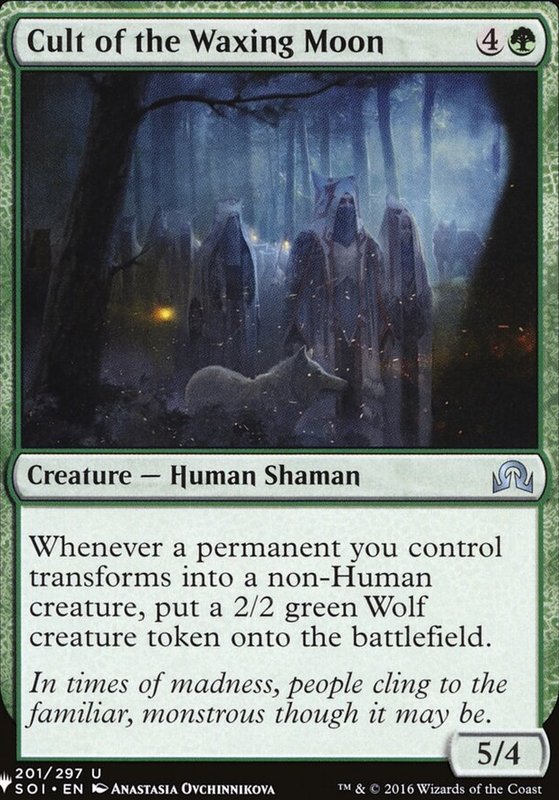 Cult of the Waxing Moon 4
Creature — Human Shaman
Whenever a permanent you control
transforms into a non-Human
creature, put a 2/2 green Wolf
creature token onto the battlefield.
In times of madness, people cling to the
familiar, monstrous though it may be.
5/4
201/297 U
SOI • EN Anastasia Ovchinnikova ™ & © 2016 Wizards of the Coast